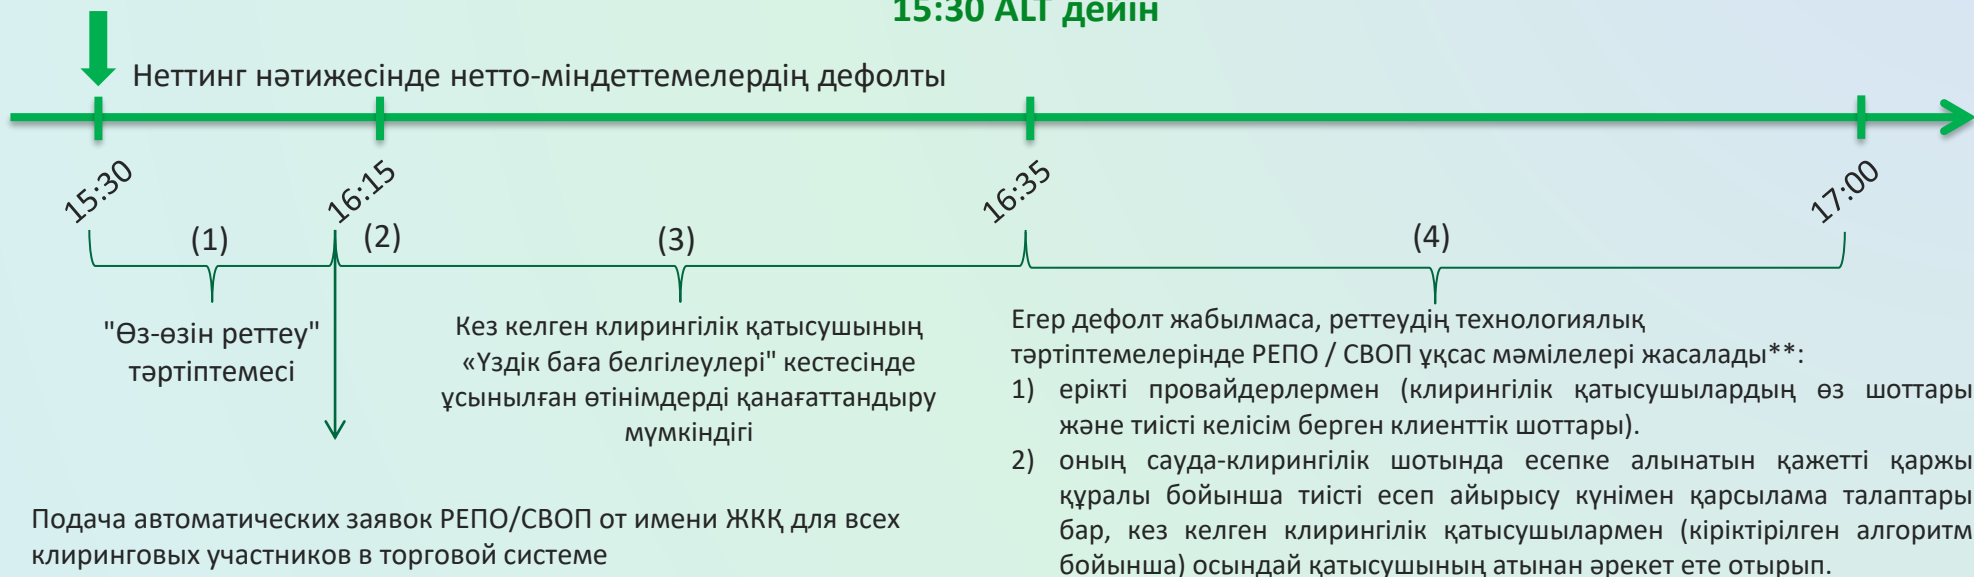 15:30 ALT дейін
Неттинг нәтижесінде нетто-міндеттемелердің дефолты
15:30
16:15
16:35
17:00
(1)
(2)
(3)
(4)
"Өз-өзін реттеу"
тәртіптемесі
Кез келген клирингілік қатысушының
«Үздік баға белгілеулері" кестесінде
ұсынылған өтінімдерді қанағаттандыру
мүмкіндігі
Егер дефолт жабылмаса, реттеудің технологиялық
тәртіптемелерінде РЕПО / СВОП ұқсас мәмілелері жасалады**:
1) ерікті провайдерлермен (клирингілік қатысушылардың өз шоттары
және тиісті келісім берген клиенттік шоттары).
2) оның сауда-клирингілік шотында есепке алынатын қажетті қаржы
құралы бойынша тиісті есеп айырысу күнімен қарсылама талаптары
бар, кез келген клирингілік қатысушылармен (кіріктірілген алгоритм
бойынша) осындай қатысушының атынан әрекет ете отырып.
Подача автоматических заявок РЕПО/СВОП от имени ЖКҚ для всех
клиринговых участников в торговой системе